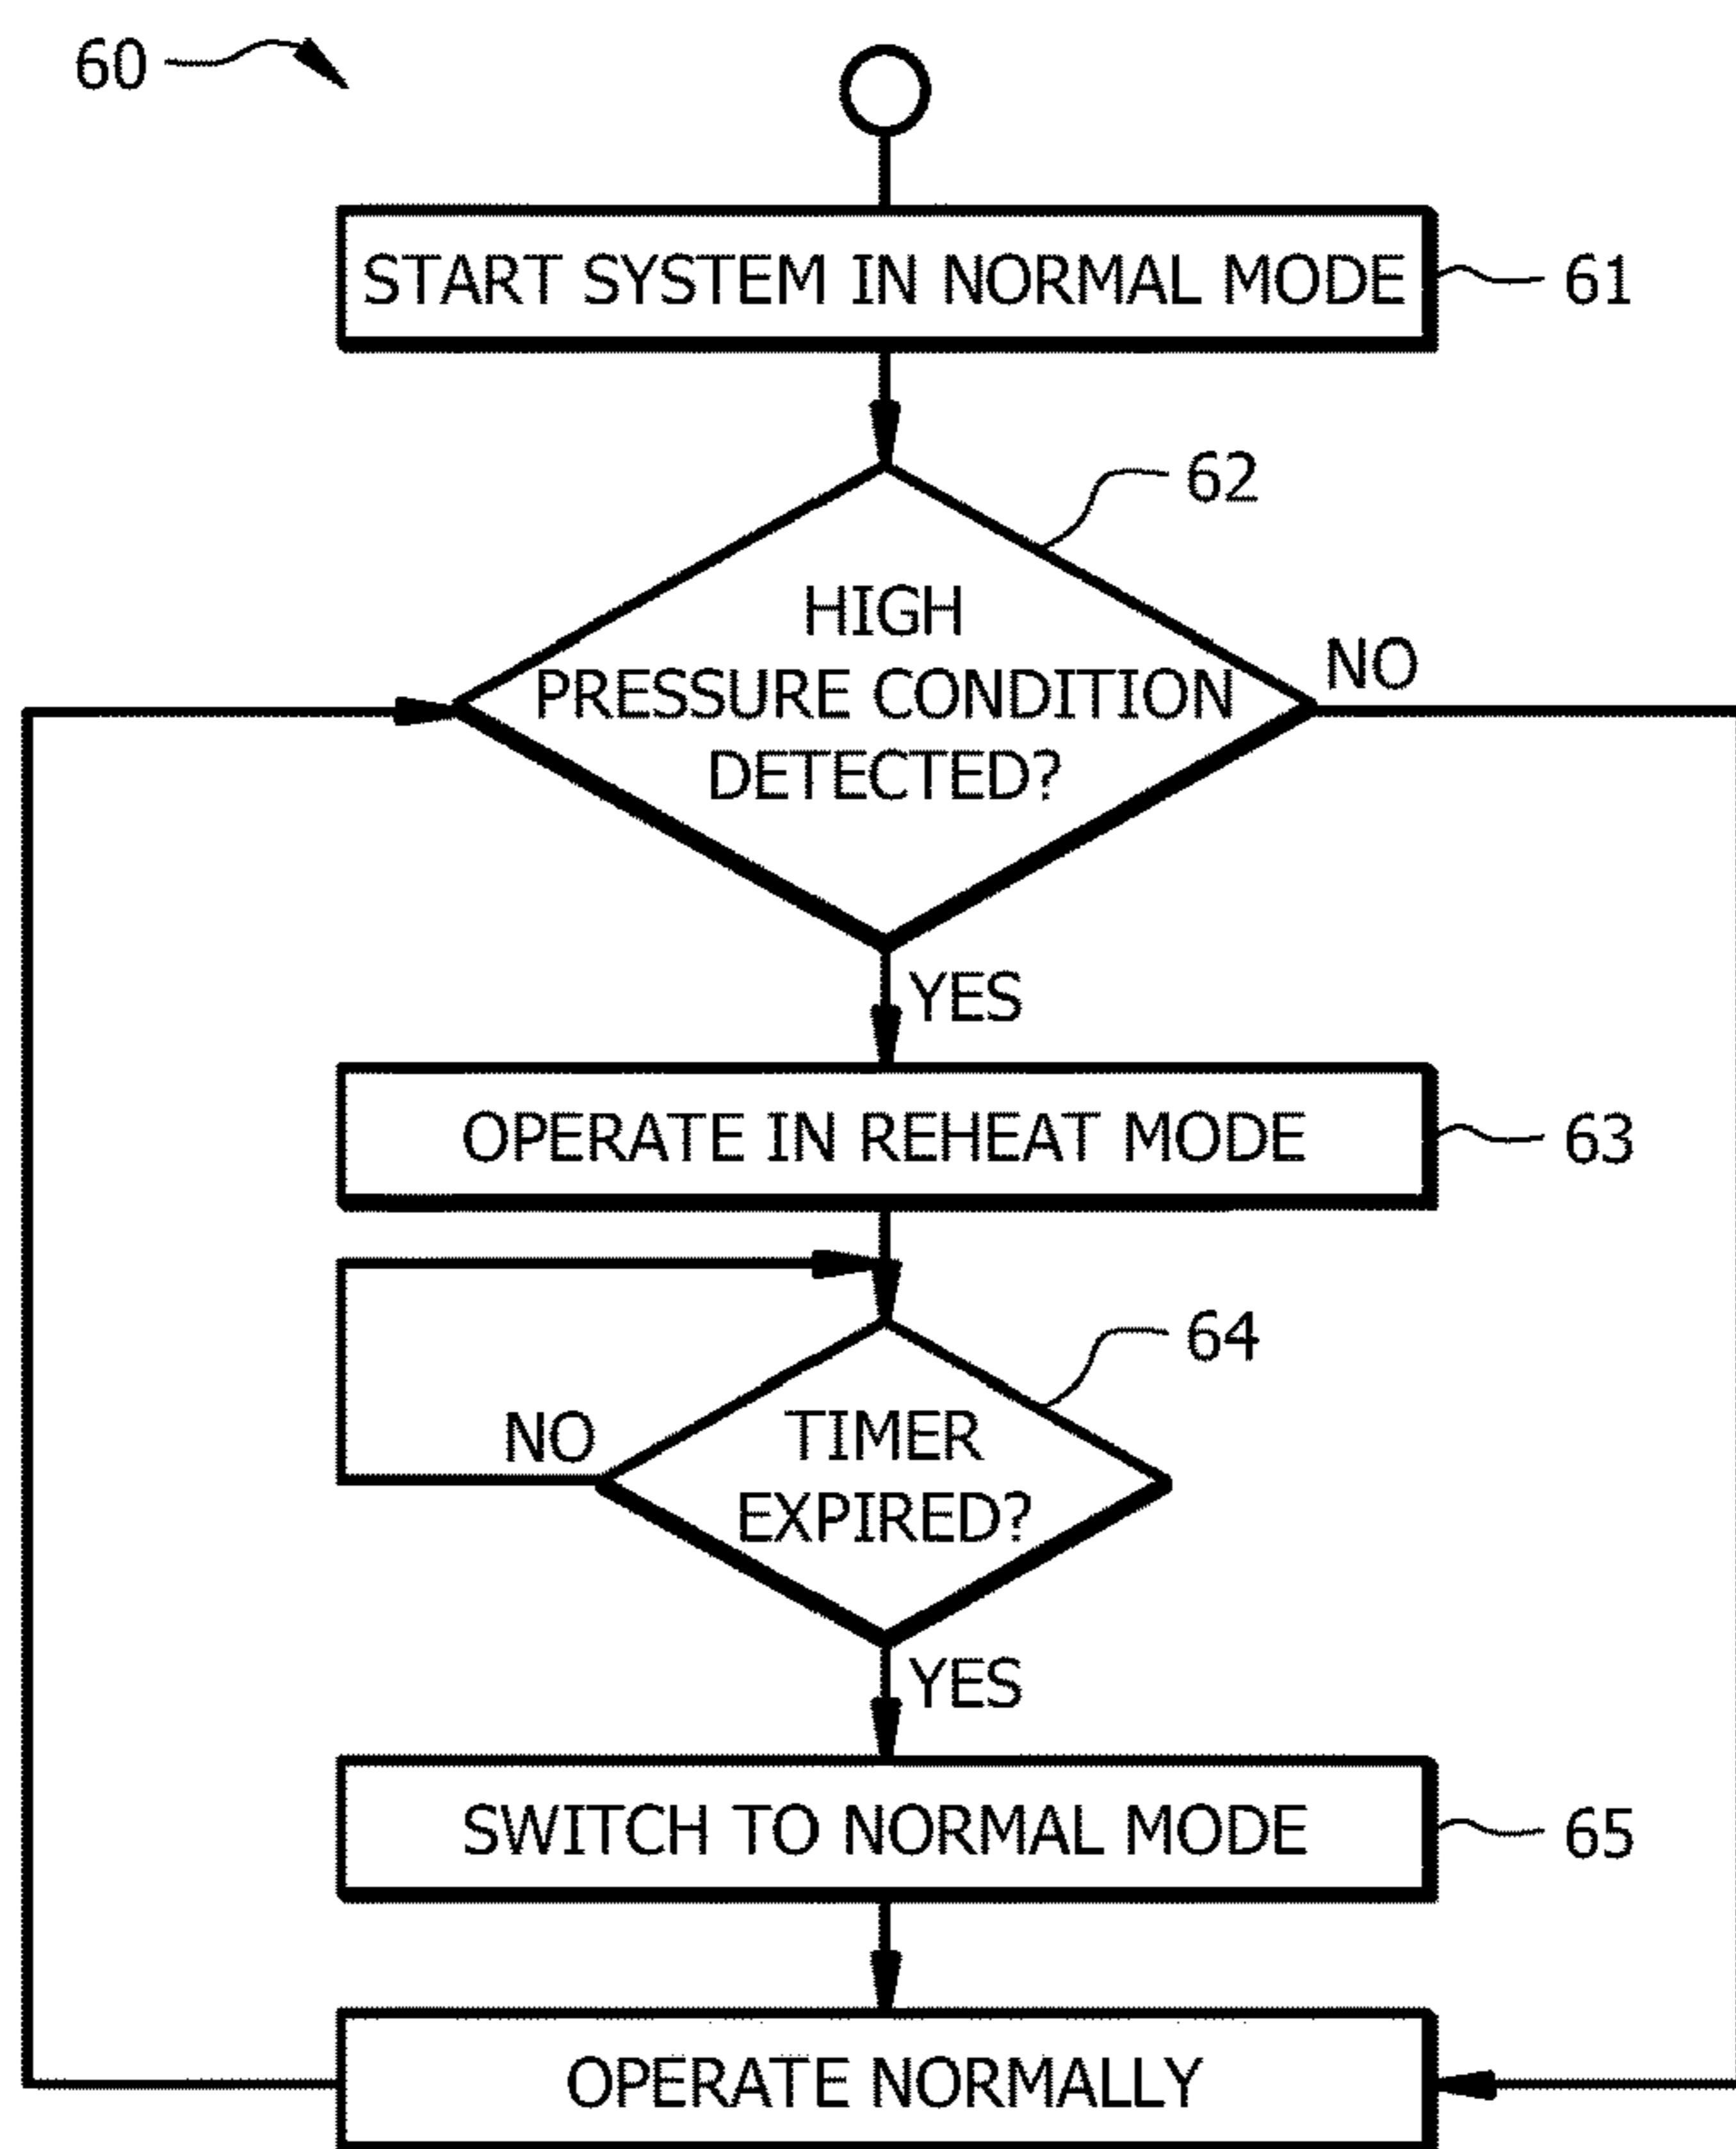 60
START SYSTEM IN NORMAL MODE
61
62
HIGH
PRESSURE CONDITION
DETECTED?
NO
YES
OPERATE IN REHEAT MODE
63
64
TIMER
EXPIRED?
NO
YES
SWITCH TO NORMAL MODE
65
OPERATE NORMALLY